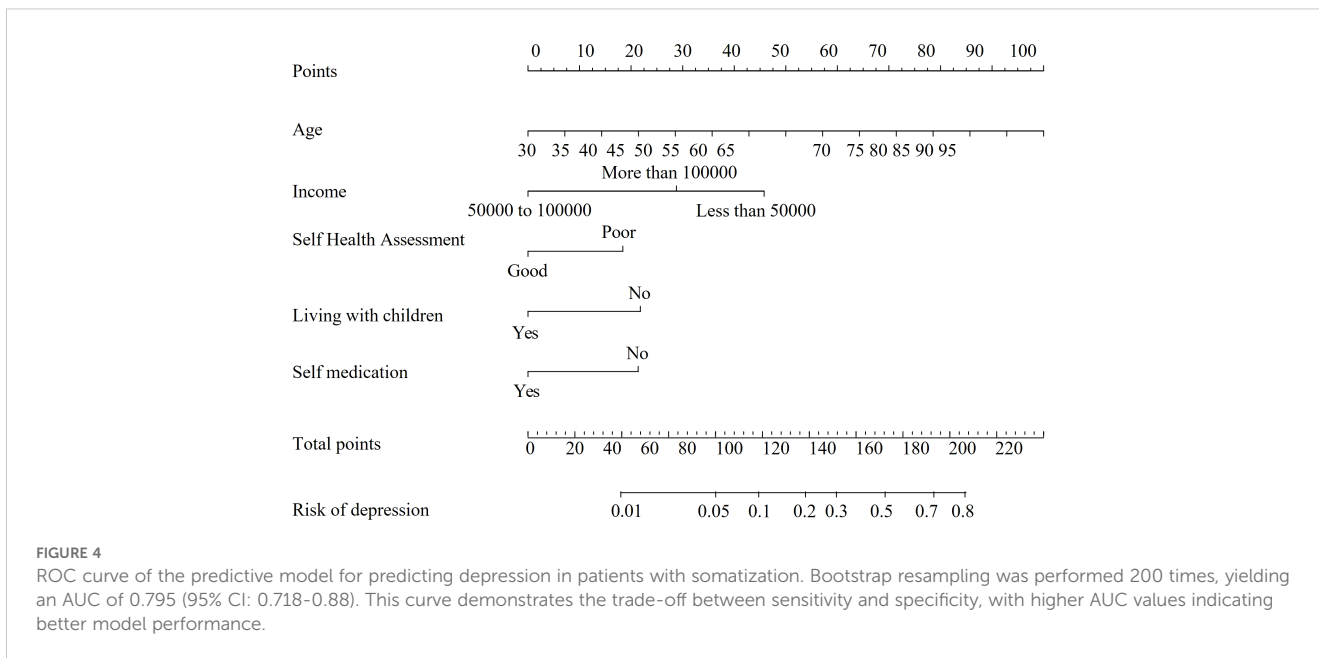 0 10 20 30 40 50 60 70 80 90 100
Points
Age
30 35 40 45 50 55 60 65 70 75 80 85 90 95
More than 100000
Income
50000 to 100000 Less than 50000
Poor
Self Health Assessment
Good
No
Living with children
Yes
No
Self medication
Yes
Total points
0 20 40 60 80 100 120 140 160 180 200 220
Risk of depression
0.01 0.05 0.1 0.2 0.3 0.5 0.7 0.8
FIGURE 4
ROC curve of the predictive model for predicting depression in patients with somatization. Bootstrap resampling was performed 200 times, yielding
an AUC of 0.795 (95% CI: 0.718-0.88). This curve demonstrates the trade-off between sensitivity and specificity, with higher AUC values indicating
better model performance.